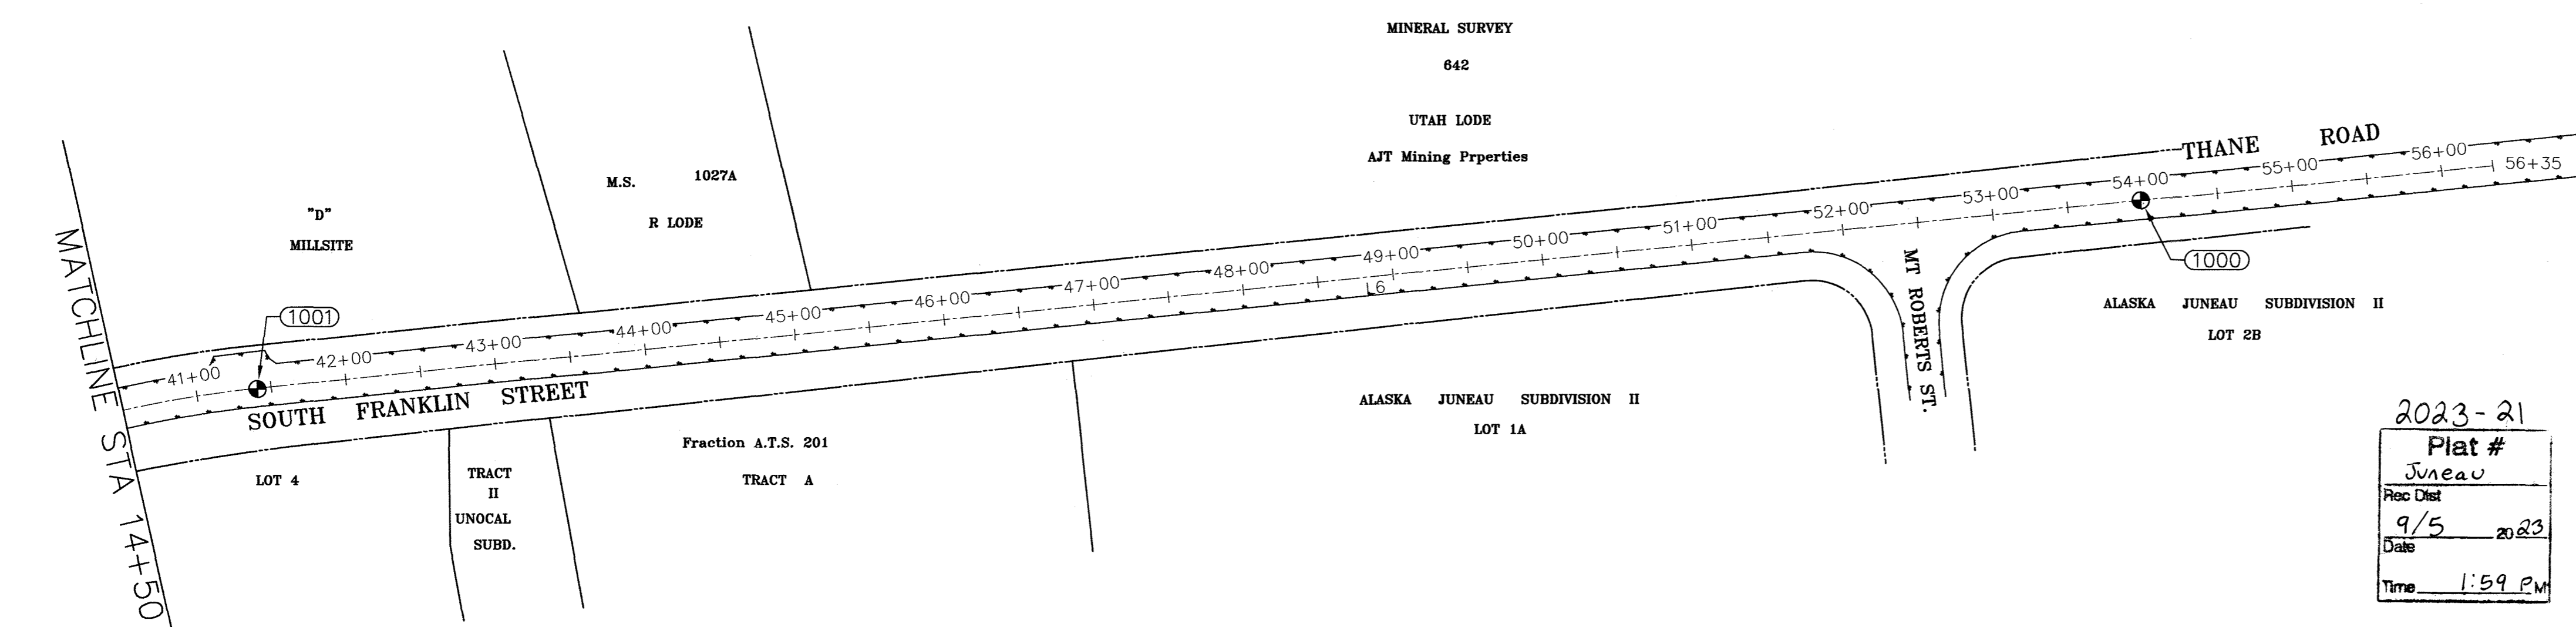 MINERAL SURVEY
642
UTAH LODE
AJT Mining Prperties
M.S. 1027A
R LODE
"D"
MILLSITE
MATCHLINE STA 14+50
1001
41+00
42+00
43+00
44+00
45+00
46+00
47+00
48+00
49+00
50+00
51+00
52+00
53+00
54+00
55+00
56+00
56+35
L6
THANE ROAD
1000
SOUTH FRANKLIN STREET
MT ROBERTS ST.
LOT 4
TRACT
II
UNOCAL
SUBD.
Fraction A.T.S. 201
TRACT A
ALASKA JUNEAU SUBDIVISION II
LOT 1A
ALASKA JUNEAU SUBDIVISION II
LOT 2B
2023-21
Plat #
Juneau
Rec Dist
9/5 2023
Date
Time 1:59 PM